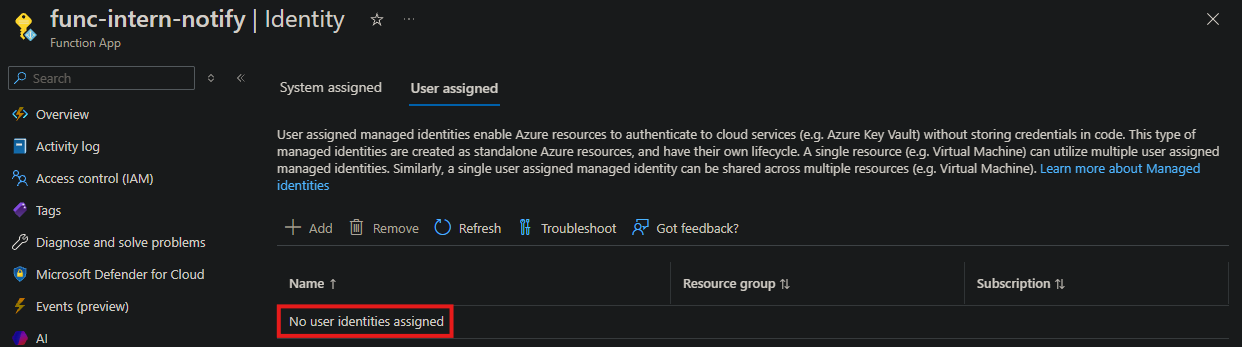 func-intern-notify | Identity
Function App
Search
Overview
Activity log
Access control (IAM)
Tags
Diagnose and solve problems
Microsoft Defender for Cloud
Events (preview)
AI
System assigned
User assigned
User assigned managed identities enable Azure resources to authenticate to cloud services (e.g. Azure Key Vault) without storing credentials in code. This type of
managed identities are created as standalone Azure resources, and have their own lifecycle. A single resource (e.g. Virtual Machine) can utilize multiple user assigned
managed identities. Similarly, a single user assigned managed identity can be shared across multiple resources (e.g. Virtual Machine). Learn more about Managed
identities
Add
Remove
Refresh
Troubleshoot
Got feedback?
Name ↑
Resource group ↑↓
Subscription ↑↓
No user identities assigned